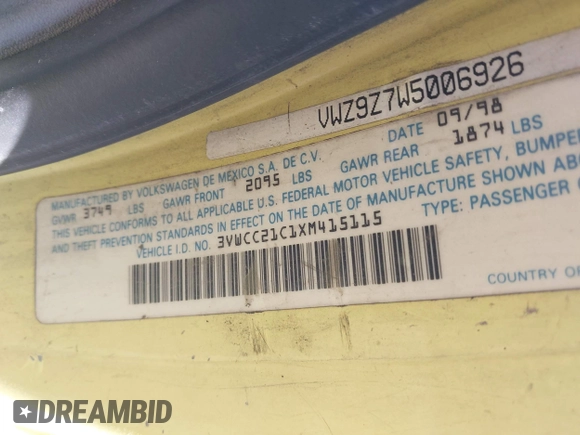 VWZ9Z7W5006926
MANUFACTURED BY VOLKSWAGEN DE MEXICO S.A. DE C.V. DATE 09/98
GVWR 3749 LBS GAWR FRONT 2095 LBS GAWR REAR 1874 LBS
THIS VEHICLE CONFORMS TO ALL APPLICABLE U.S. FEDERAL MOTOR VEHICLE SAFETY, BUMPE
AND THEFT PREVENTION STANDARDS IN EFFECT ON THE DATE OF MANUFACTURE SHOWN ABO
VEHICLE I.D. NO. 3VWCC21C1XM415115 TYPE: PASSENGER
DREAMBID